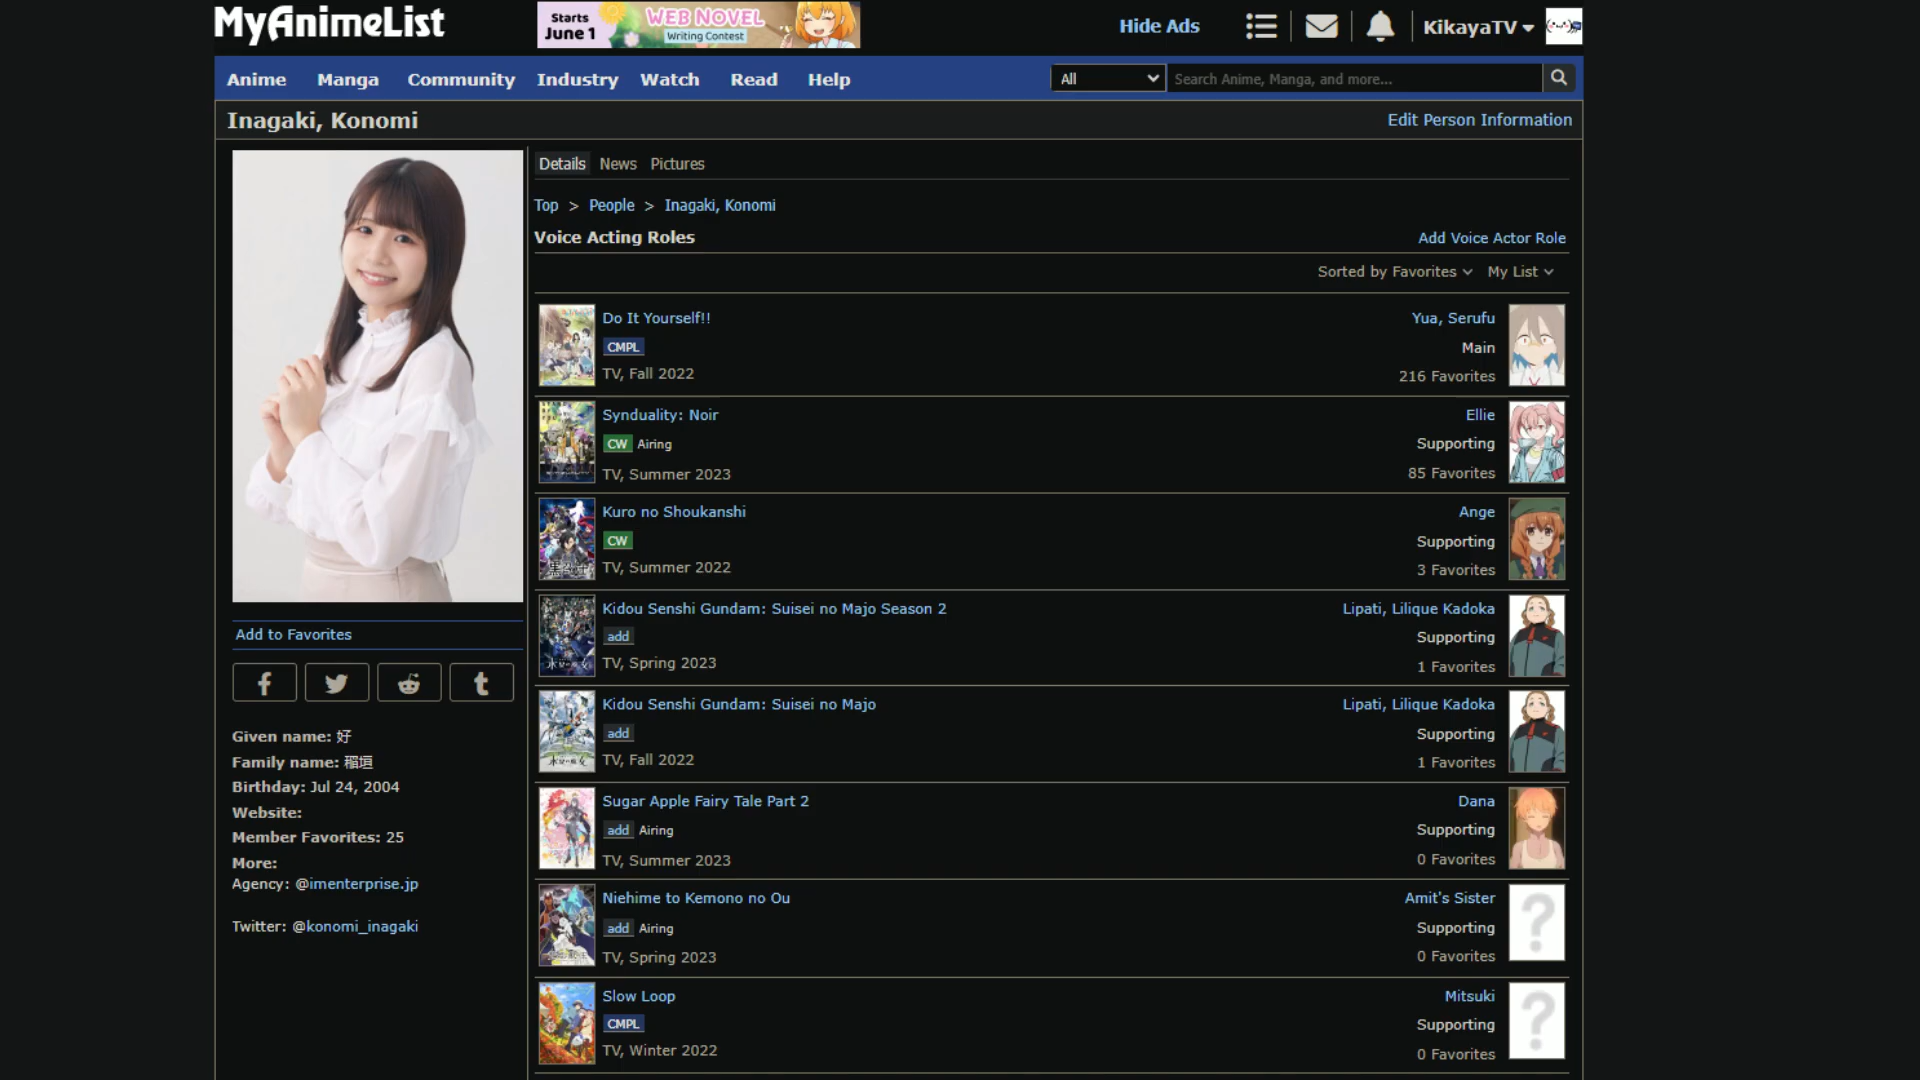 MyAnimeList
Starts
June 1
WEB NOVEL
Writing Contest
Hide Ads
KikayaTV
Anime
Manga
Community
Industry
Watch
Read
Help
All
Search Anime, Manga, and more...
Inagaki, Konomi
Edit Person Information
Details
News
Pictures
Top > People > Inagaki, Konomi
Voice Acting Roles
Add Voice Actor Role
Sorted by Favorites
My List
Do It Yourself!!
CMPL
TV, Fall 2022
Yua, Serufu
Main
216 Favorites
Synduality: Noir
CW Airing
TV, Summer 2023
Ellie
Supporting
85 Favorites
Kuro no Shoukanshi
CW
TV, Summer 2022
Ange
Supporting
3 Favorites
Kidou Senshi Gundam: Suisei no Majo Season 2
add
TV, Spring 2023
Lipati, Lilique Kadoka
Supporting
1 Favorites
Kidou Senshi Gundam: Suisei no Majo
add
TV, Fall 2022
Lipati, Lilique Kadoka
Supporting
1 Favorites
Sugar Apple Fairy Tale Part 2
add Airing
TV, Summer 2023
Dana
Supporting
0 Favorites
Niehime to Kemono no Ou
add Airing
TV, Spring 2023
Amit's Sister
Supporting
0 Favorites
Slow Loop
CMPL
TV, Winter 2022
Mitsuki
Supporting
0 Favorites
Add to Favorites
Given name: 好
Family name: 稲垣
Birthday: Jul 24, 2004
Website:
Member Favorites: 25
More:
Agency: @imenterprise.jp
Twitter: @konomi_inagaki